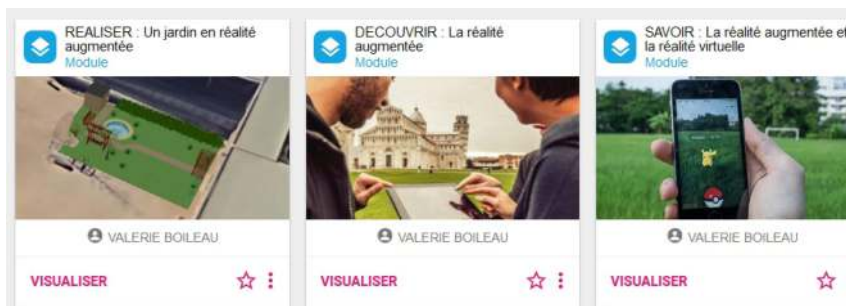 REALISER : Un jardin en réalité
augmentée
Module
VALERIE BOILEAU
VISUALISER
DECOUVRIR : La réalité
augmentée
Module
VALERIE BOILEAU
VISUALISER
SAVOIR : La réalité augmentée et
la réalité virtuelle
Module
VALERIE BOILEAU
VISUALISER